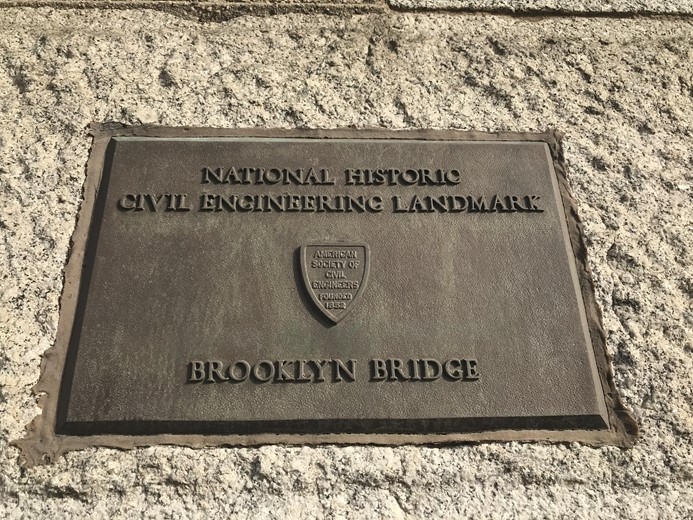 NATIONAL HISTORIC
CIVIL ENGINEERING LANDMARK
AMERICAN
SOCIETY OF
CIVIL
ENGINEERS
FOUNDED
1852
BROOKLYN BRIDGE